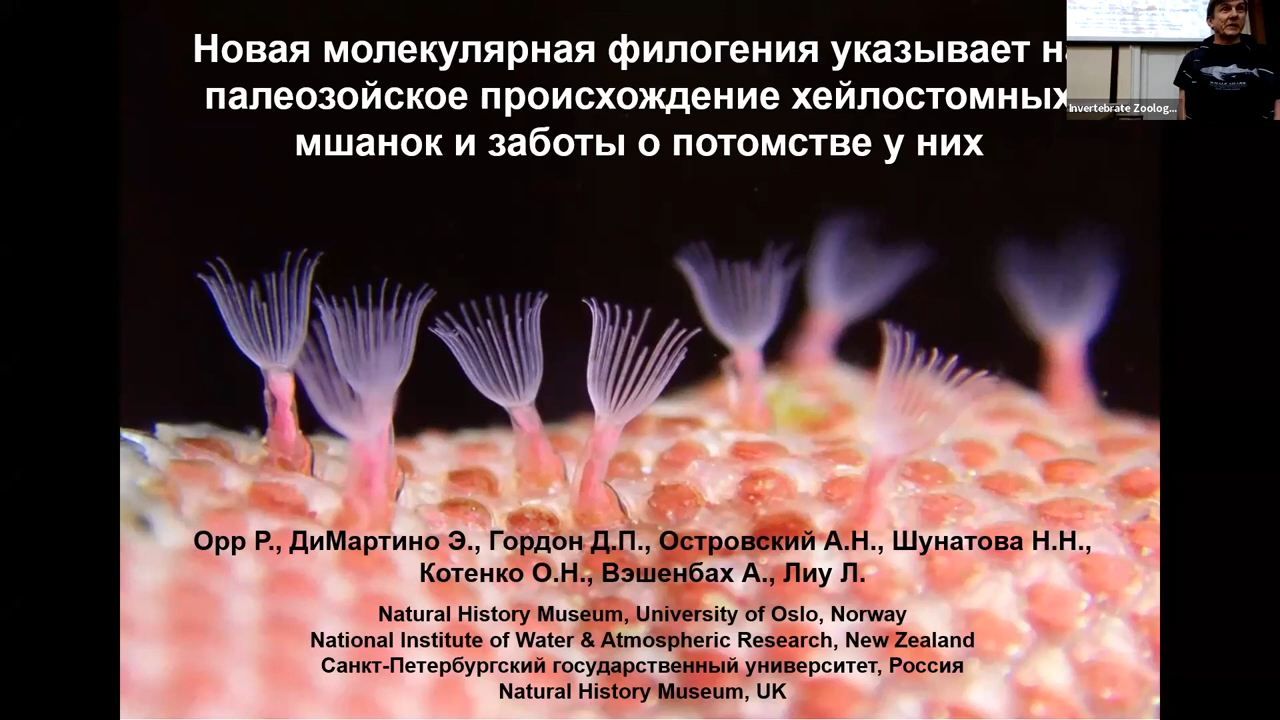 Новая молекулярная филогения указывает на
палеозойское происхождение хейлостомных
мшанок и заботы о потомстве у них
Invertebrate Zoolog...
Орр Р., ДиМартино Э., Гордон Д.П., Островский А.Н., Шунатова Н.Н.,
Котенко О.Н., Вэшенбах А., Лиу Л.
Natural History Museum, University of Oslo, Norway
National Institute of Water & Atmospheric Research, New Zealand
Санкт-Петербургский государственный университет, Россия
Natural History Museum, UK